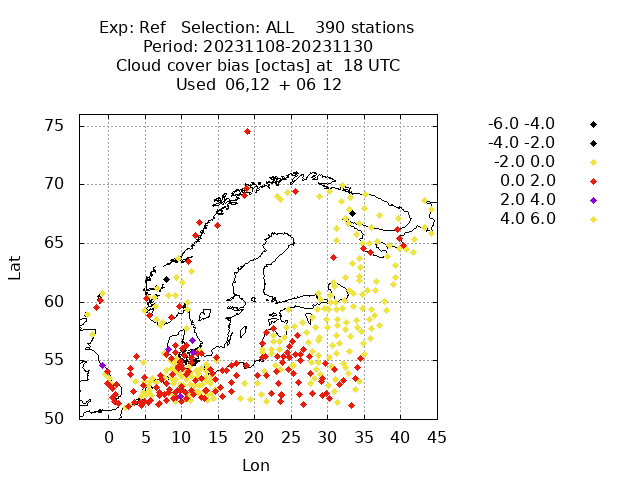 Exp: Ref   Selection: ALL    390 stations
Period: 20231108-20231130
Cloud cover bias [octas] at  18 UTC
Used  06,12  + 06 12
-6.0 -4.0
-4.0 -2.0
-2.0 0.0
0.0 2.0
2.0 4.0
4.0 6.0
Lat
75
70
65
60
55
50
0 5 10 15 20 25 30 35 40 45
Lon